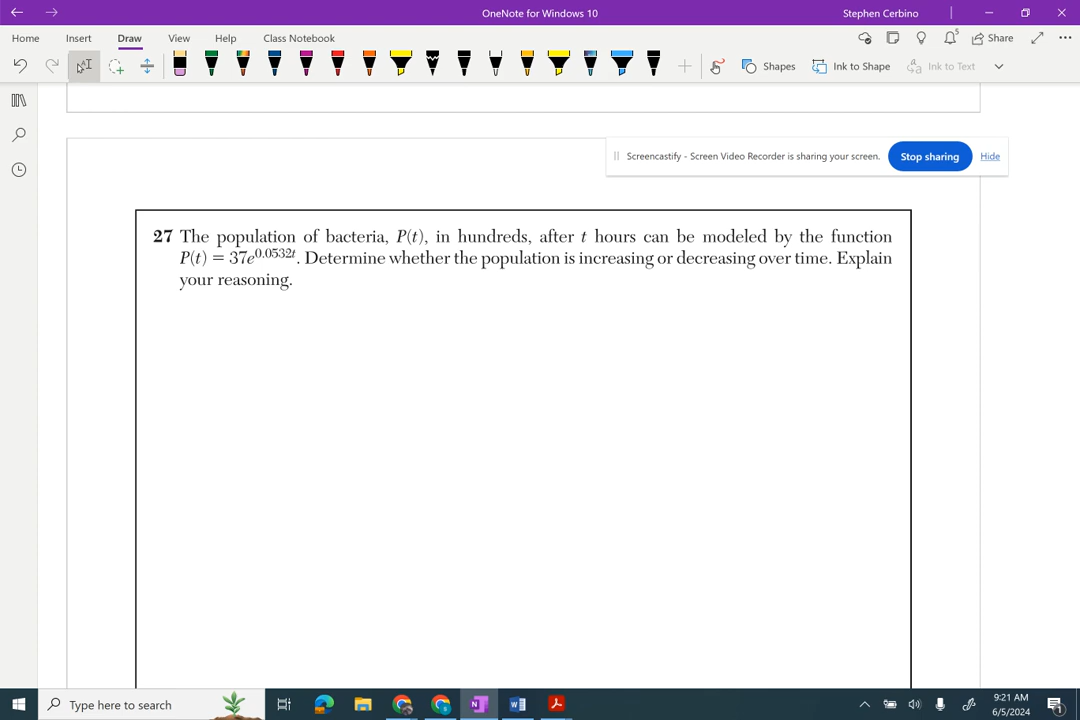 OneNote for Windows 10
Stephen Cerbino
Home Insert Draw View Help Class Notebook
5
Share
Shapes
Ink to Shape
Ink to Text
Screencastify - Screen Video Recorder is sharing your screen.
Stop sharing
Hide
27 The population of bacteria, P(t), in hundreds, after t hours can be modeled by the function
P(t) = 37e^0.0532t. Determine whether the population is increasing or decreasing over time. Explain
your reasoning.
Type here to search
9:21 AM
6/5/2024